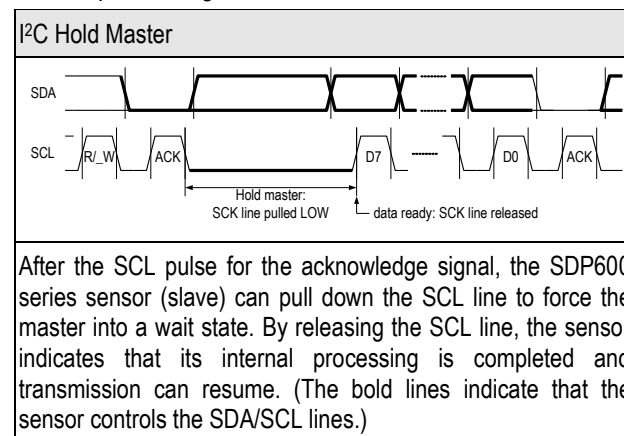 I²C Hold Master
SDA
SCL
R/_W ACK D7 D0 ACK
Hold master:
SCK line pulled LOW
data ready: SCK line released
After the SCL pulse for the acknowledge signal, the SDP600
series sensor (slave) can pull down the SCL line to force the
master into a wait state. By releasing the SCL line, the senso
indicates that its internal processing is completed and
transmission can resume. (The bold lines indicate that the
sensor controls the SDA/SCL lines.)